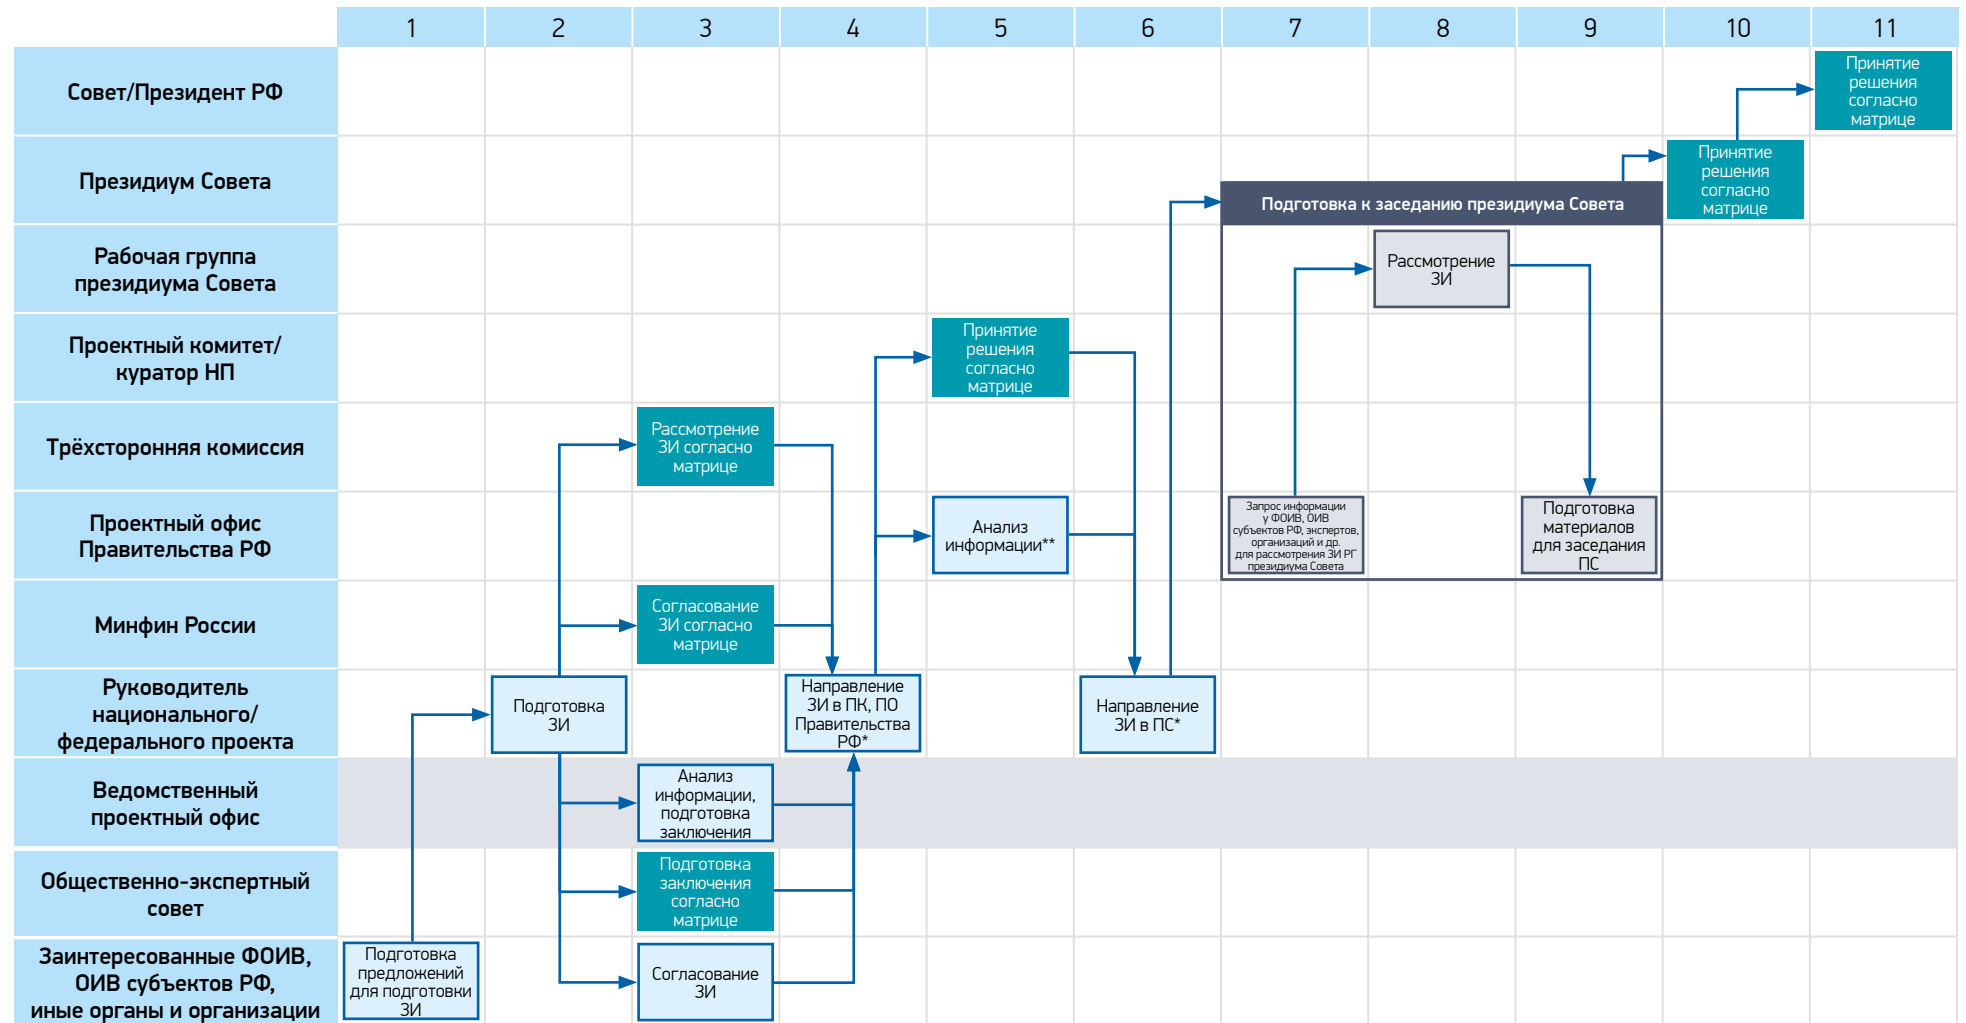 1 2 3 4 5 6 7 8 9 10 11
Совет/Президент РФ
Принятие
решения
согласно
матрице
Президиум Совета
Подготовка к заседанию президиума Совета
Принятие
решения
согласно
матрице
Рабочая группа
президиума Совета
Рассмотрение
ЗИ
Проектный комитет/
куратор НП
Принятие
решения
согласно
матрице
Трёхсторонняя комиссия
Рассмотрение
ЗИ согласно
матрице
Проектный офис
Правительства РФ
Анализ
информации**
Запрос информации
у ФОИВ, ОИВ
субъектов РФ, экспертов,
организаций и др.
для рассмотрения ЗИ РГ
президиума Совета
Подготовка
материалов
для заседания
ПС
Минфин России
Согласование
ЗИ согласно
матрице
Руководитель
национального/
федерального проекта
Подготовка
ЗИ
Направление
ЗИ в ПК, ПО
Правительства
РФ*
Направление
ЗИ в ПС*
Ведомственный
проектный офис
Анализ
информации,
подготовка
заключения
Общественно-экспертный
совет
Подготовка
заключения
согласно
матрице
Заинтересованные ФОИВ,
ОИВ субъектов РФ,
иные органы и организации
Подготовка
предложений
для подготовки
ЗИ
Согласование
ЗИ